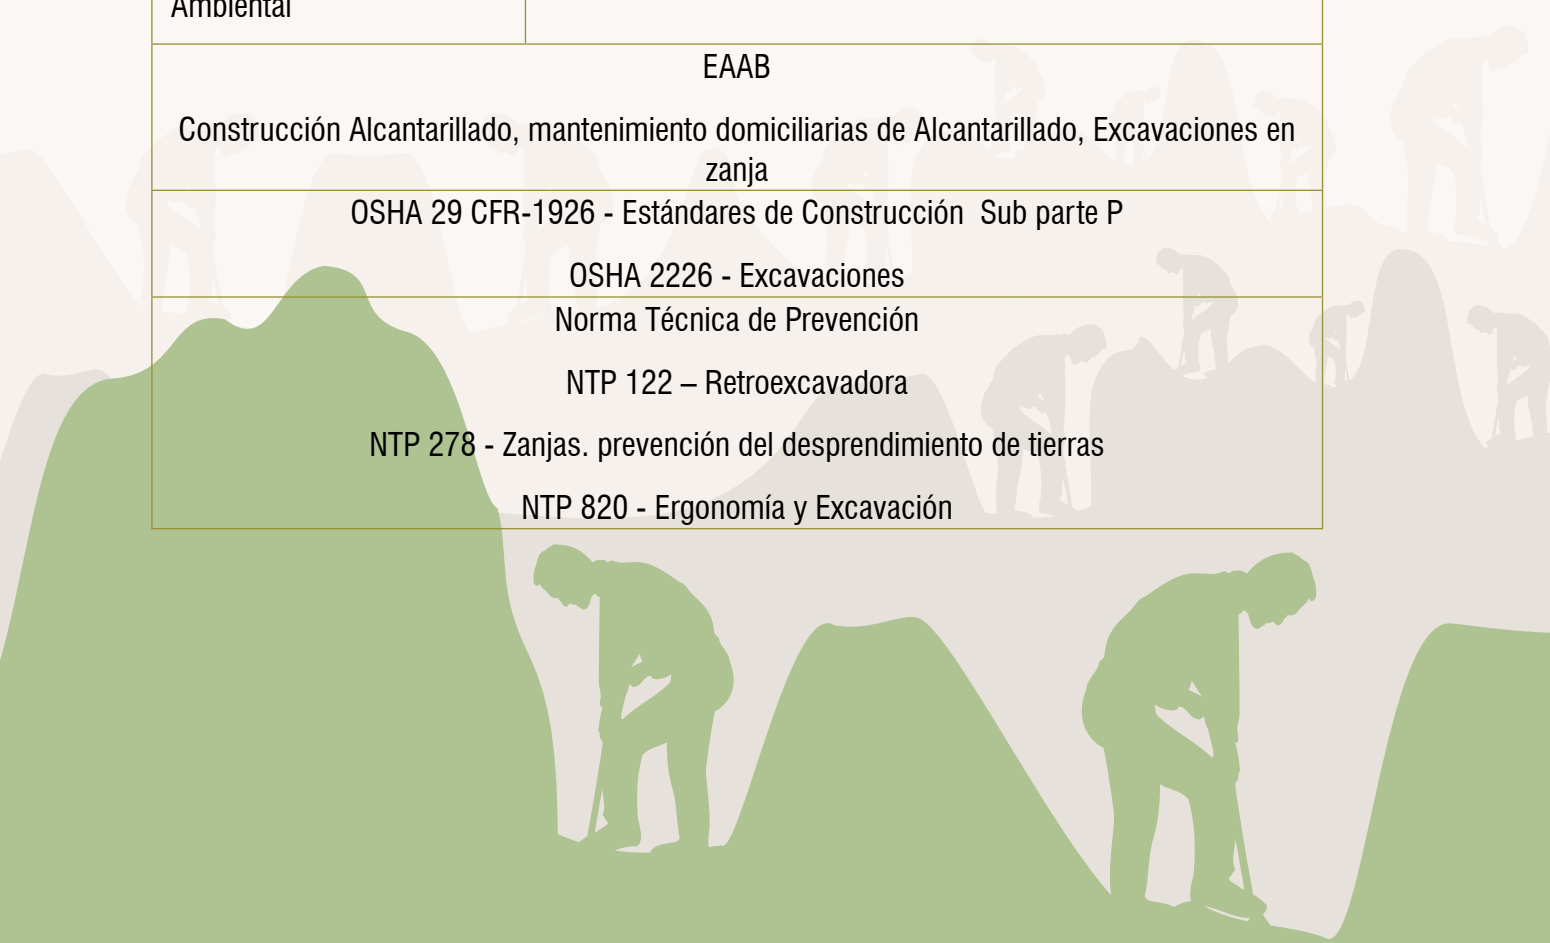 Ambiental
EAAB
Construcción Alcantarillado, mantenimiento domiciliarias de Alcantarillado, Excavaciones en
zanja
OSHA 29 CFR-1926 - Estándares de Construcción  Sub parte P
OSHA 2226 - Excavaciones
Norma Técnica de Prevención
NTP 122 – Retroexcavadora
NTP 278 - Zanjas. prevención del desprendimiento de tierras
NTP 820 - Ergonomía y Excavación